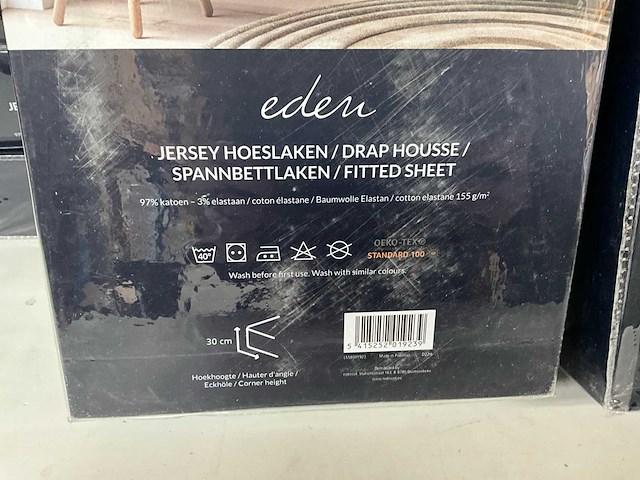 eden
JERSEY HOESLAKEN / DRAP HOUSSE /
SPANNBETTLAKEN / FITTED SHEET
97% katoen – 3% elastaan / coton élastane / Baumwolle Elastan / cotton elastane 155 g/m²
40°
OEKO-TEX®
STANDARD 100
Wash before first use. Wash with similar colours.
30 cm
Hoekhoogte / Hauter d'angle /
Eckhöle / Corner height
5 415252 019239
Made in Pakistan
JE